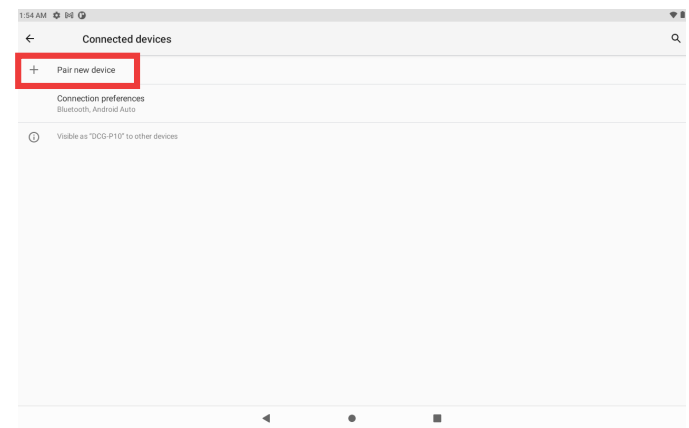 1:54 AM
Connected devices
Pair new device
Connection preferences
Bluetooth, Android Auto
Visible as "DCG-P10" to other devices